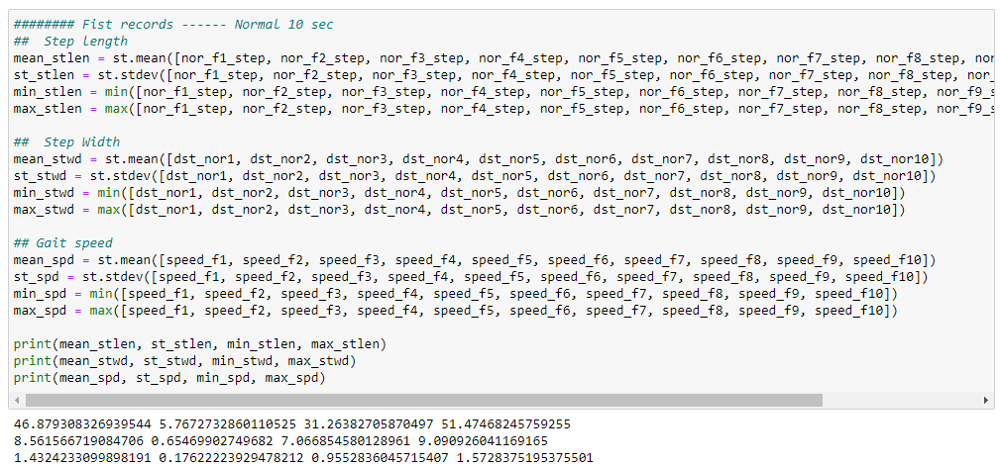 ######## Fist records ------ Normal 10 sec
##  Step length
mean_stlen = st.mean([nor_f1_step, nor_f2_step, nor_f3_step, nor_f4_step, nor_f5_step, nor_f6_step, nor_f7_step, nor_f8_step, nor
st_stlen = st.stdev([nor_f1_step, nor_f2_step, nor_f3_step, nor_f4_step, nor_f5_step, nor_f6_step, nor_f7_step, nor_f8_step, nor_
min_stlen = min([nor_f1_step, nor_f2_step, nor_f3_step, nor_f4_step, nor_f5_step, nor_f6_step, nor_f7_step, nor_f8_step, nor_f9_s
max_stlen = max([nor_f1_step, nor_f2_step, nor_f3_step, nor_f4_step, nor_f5_step, nor_f6_step, nor_f7_step, nor_f8_step, nor_f9_s
##  Step Width
mean_stwd = st.mean([dst_nor1, dst_nor2, dst_nor3, dst_nor4, dst_nor5, dst_nor6, dst_nor7, dst_nor8, dst_nor9, dst_nor10])
st_stwd = st.stdev([dst_nor1, dst_nor2, dst_nor3, dst_nor4, dst_nor5, dst_nor6, dst_nor7, dst_nor8, dst_nor9, dst_nor10])
min_stwd = min([dst_nor1, dst_nor2, dst_nor3, dst_nor4, dst_nor5, dst_nor6, dst_nor7, dst_nor8, dst_nor9, dst_nor10])
max_stwd = max([dst_nor1, dst_nor2, dst_nor3, dst_nor4, dst_nor5, dst_nor6, dst_nor7, dst_nor8, dst_nor9, dst_nor10])
## Gait speed
mean_spd = st.mean([speed_f1, speed_f2, speed_f3, speed_f4, speed_f5, speed_f6, speed_f7, speed_f8, speed_f9, speed_f10])
st_spd = st.stdev([speed_f1, speed_f2, speed_f3, speed_f4, speed_f5, speed_f6, speed_f7, speed_f8, speed_f9, speed_f10])
min_spd = min([speed_f1, speed_f2, speed_f3, speed_f4, speed_f5, speed_f6, speed_f7, speed_f8, speed_f9, speed_f10])
max_spd = max([speed_f1, speed_f2, speed_f3, speed_f4, speed_f5, speed_f6, speed_f7, speed_f8, speed_f9, speed_f10])
print(mean_stlen, st_stlen, min_stlen, max_stlen)
print(mean_stwd, st_stwd, min_stwd, max_stwd)
print(mean_spd, st_spd, min_spd, max_spd)
46.879308326939544 5.7672732860110525 31.26382705870497 51.47468245759255
8.561566719084706 0.65469902749682 7.066854580128961 9.090926041169165
1.4324233099898191 0.17622223929478212 0.9552836045715407 1.5728375195375501